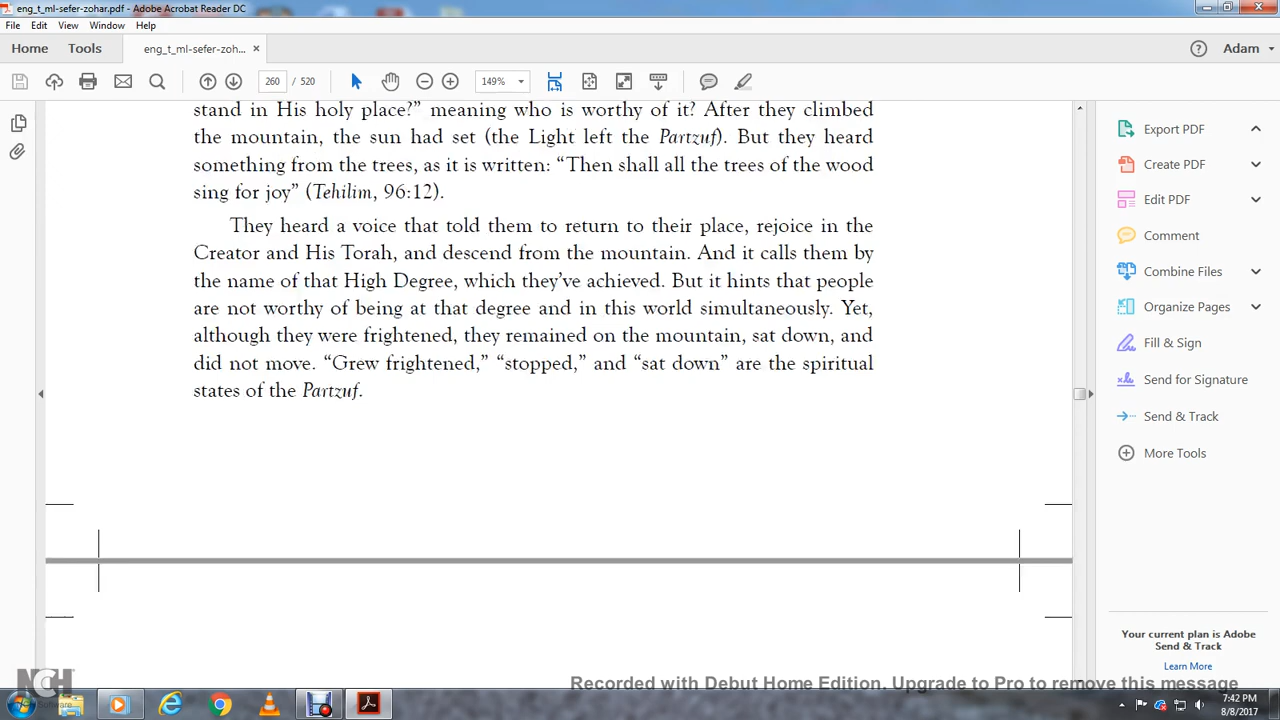 eng_t_ml-sefer-zohar.pdf - Adobe Acrobat Reader DC
File Edit View Window Help
Home Tools eng_t_ml-sefer-zoh... × Adam
260 / 520 149%
stand in His holy place?” meaning who is worthy of it? After they climbed
the mountain, the sun had set (the Light left the Partzuf). But they heard
something from the trees, as it is written: “Then shall all the trees of the wood
sing for joy” (Tehilim, 96:12).
They heard a voice that told them to return to their place, rejoice in the
Creator and His Torah, and descend from the mountain. And it calls them by
the name of that High Degree, which they’ve achieved. But it hints that people
are not worthy of being at that degree and in this world simultaneously. Yet,
although they were frightened, they remained on the mountain, sat down, and
did not move. “Grew frightened,” “stopped,” and “sat down” are the spiritual
states of the Partzuf.
Export PDF
Create PDF
Edit PDF
Comment
Combine Files
Organize Pages
Fill & Sign
Send for Signature
Send & Track
More Tools
Your current plan is Adobe
Send & Track
Learn More
NCH
Software
Recorded with Debut Home Edition. Upgrade to Pro to remove this message
7:42 PM
8/8/2017